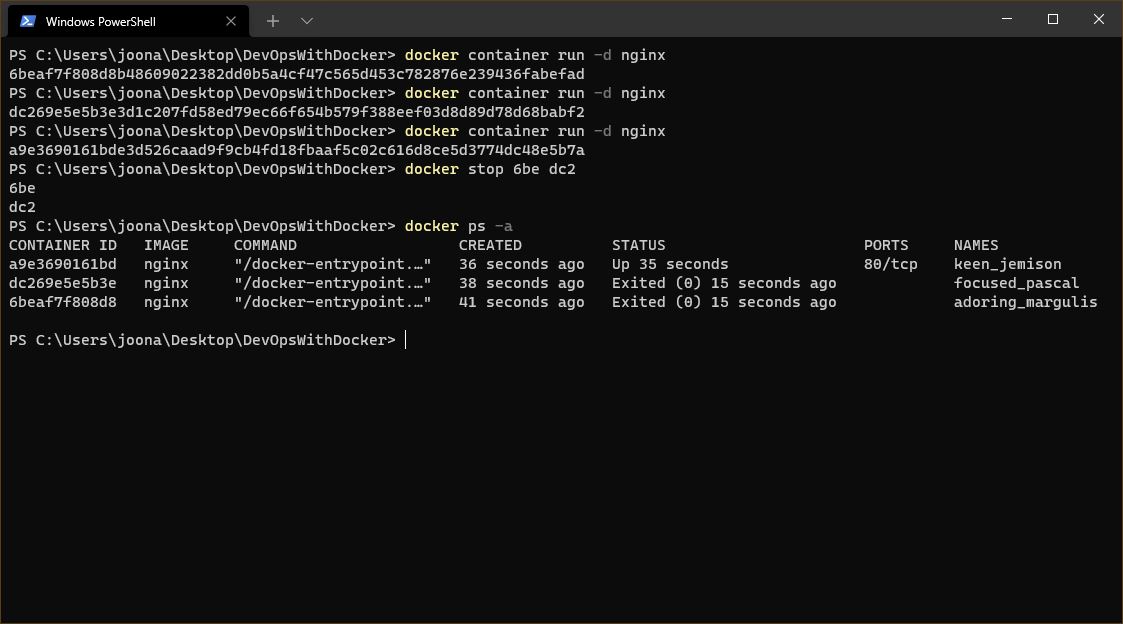 Windows PowerShell
PS C:\Users\joona\Desktop\DevOpsWithDocker> docker container run -d nginx
6beaf7f808d8b48609022382dd0b5a4cf47c565d453c782876e239436fabefad
PS C:\Users\joona\Desktop\DevOpsWithDocker> docker container run -d nginx
dc269e5e5b3e3d1c207fd58ed79ec66f654b579f388eef03d8d89d78d68babf2
PS C:\Users\joona\Desktop\DevOpsWithDocker> docker container run -d nginx
a9e3690161bde3d526caad9f9cb4fd18fbaaf5c02c616d8ce5d3774dc48e5b7a
PS C:\Users\joona\Desktop\DevOpsWithDocker> docker stop 6be dc2
6be
dc2
PS C:\Users\joona\Desktop\DevOpsWithDocker> docker ps -a
CONTAINER ID   IMAGE     COMMAND                  CREATED          STATUS                      PORTS     NAMES
a9e3690161bd   nginx     "/docker-entrypoint.…"   36 seconds ago   Up 35 seconds               80/tcp    keen_jemison
dc269e5e5b3e   nginx     "/docker-entrypoint.…"   38 seconds ago   Exited (0) 15 seconds ago             focused_pascal
6beaf7f808d8   nginx     "/docker-entrypoint.…"   41 seconds ago   Exited (0) 15 seconds ago             adoring_margulis
PS C:\Users\joona\Desktop\DevOpsWithDocker>